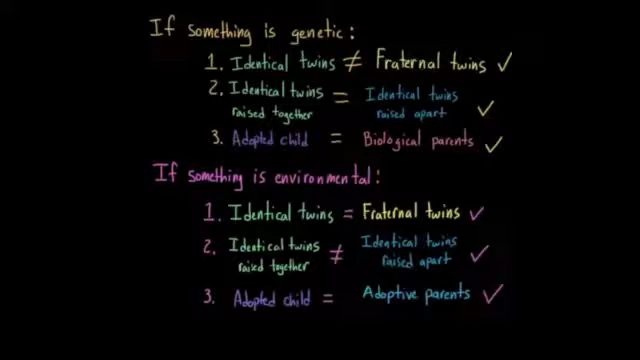 If something is genetic:
1. Identical twins ≠ Fraternal twins ✓
2. Identical twins raised together = Identical twins raised apart ✓
3. Adopted child = Biological parents ✓
If something is environmental:
1. Identical twins = Fraternal twins ✓
2. Identical twins raised together ≠ Identical twins raised apart ✓
3. Adopted child = Adoptive parents ✓